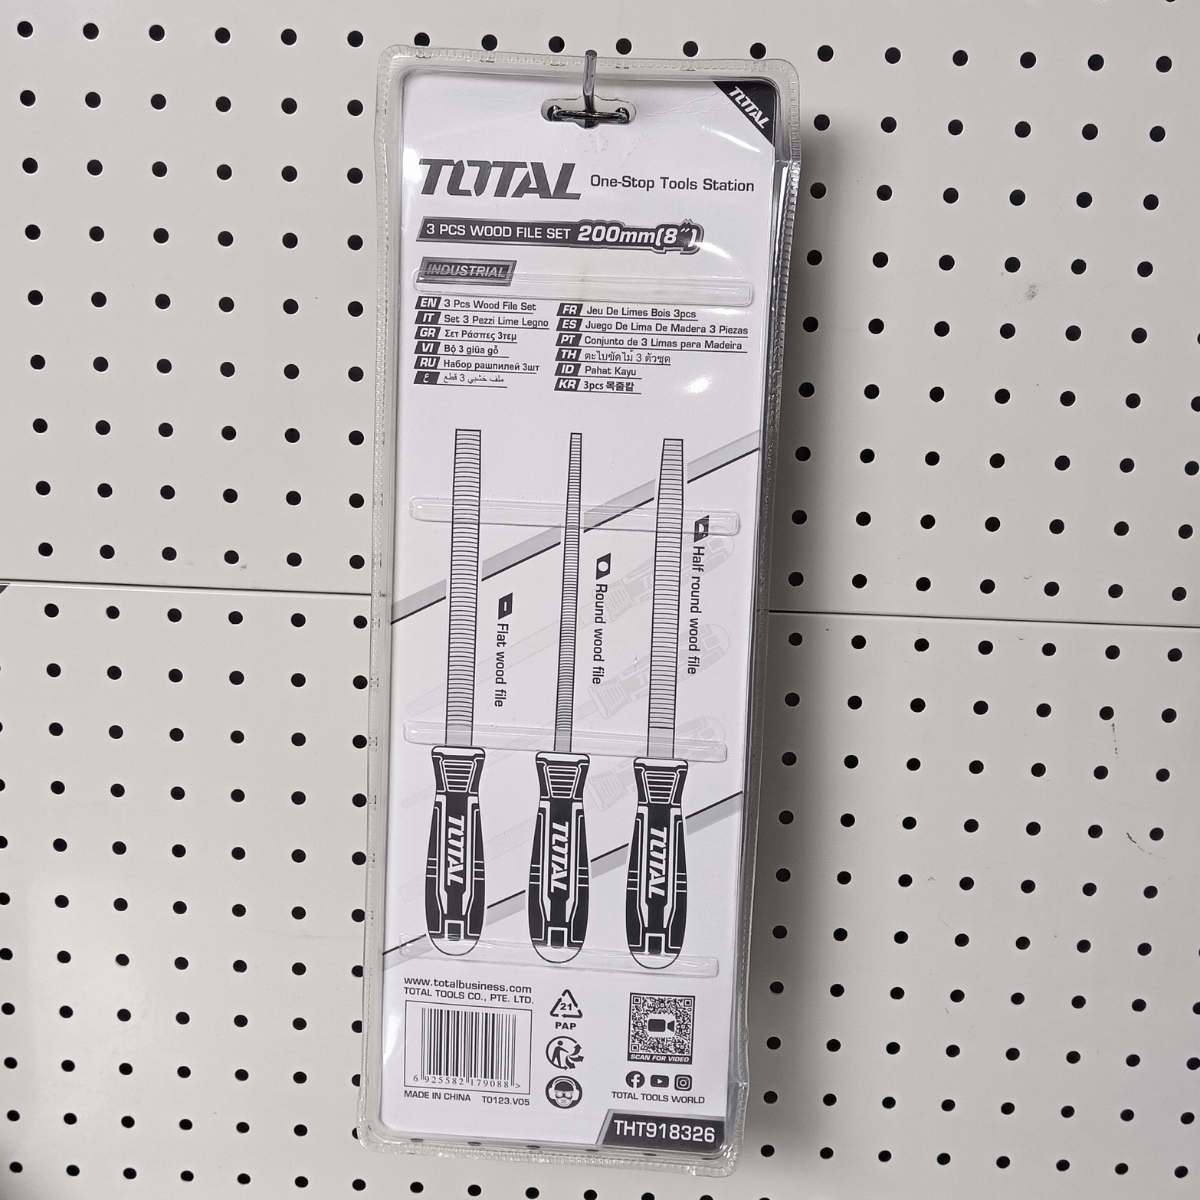 TOTAL
TOTAL One-Stop Tools Station
3 PCS WOOD FILE SET 200mm(8")
INDUSTRIAL
EN 3 Pcs Wood File Set
IT Set 3 Pezzi Lime Legno
GR Σετ Ράσπες 3τεμ
VI Bộ 3 giũa gỗ
RU Набор рашпилей 3шт
ع ملف خشبي 3 قطع
FR Jeu De Limes Bois 3pcs
ES Juego De Lima De Madera 3 Piezas
PT Conjunto de 3 Limas para Madeira
TH ตะไบขัดไม้ 3 ตัวชุด
ID Pahat Kayu
KR 3pcs 목줄칼
Flat wood file
Round wood file
Half round wood file
TOTAL
TOTAL
TOTAL
www.totalbusiness.com
TOTAL TOOLS CO., PTE. LTD.
6 925582 179088 >
MADE IN CHINA T0123.V05
21
PAP
SCAN FOR VIDEO
TOTAL TOOLS WORLD
THT918326